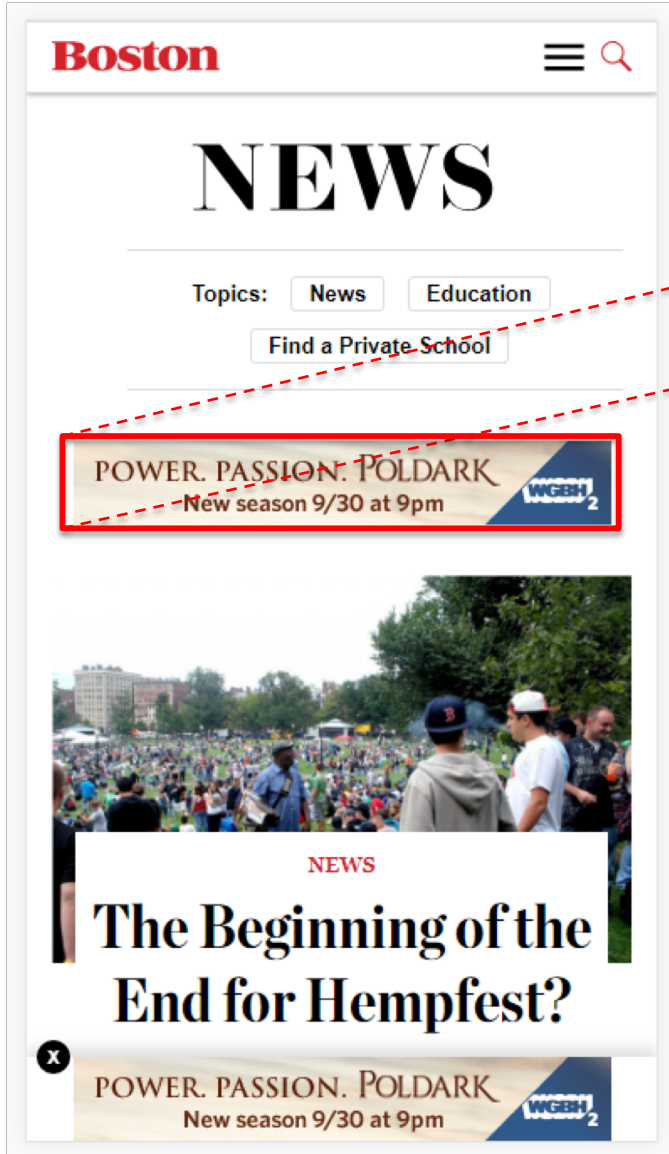 Boston
NEWS
Topics: News Education
Find a Private School
POWER. PASSION. POLDARK
New season 9/30 at 9pm
WGBH 2
NEWS
The Beginning of the
End for Hempfest?
X
POWER. PASSION. POLDARK
New season 9/30 at 9pm
WGBH 2